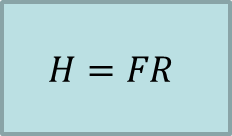 H = FR